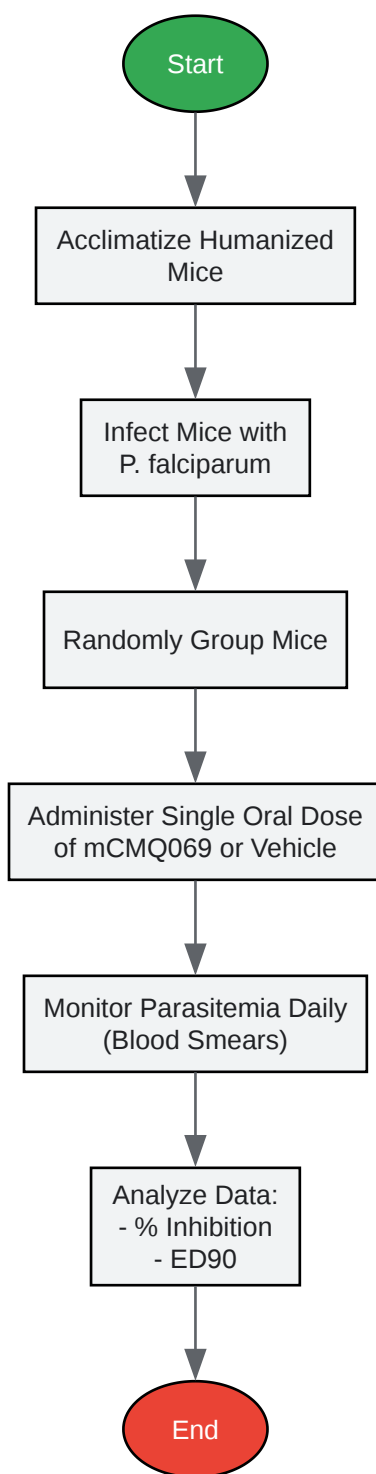 Start
Acclimatize Humanized
Mice
Infect Mice with
P. falciparum
Randomly Group Mice
Administer Single Oral Dose
of mCMQ069 or Vehicle
Monitor Parasitemia Daily
(Blood Smears)
Analyze Data:
- % Inhibition
- ED90
End